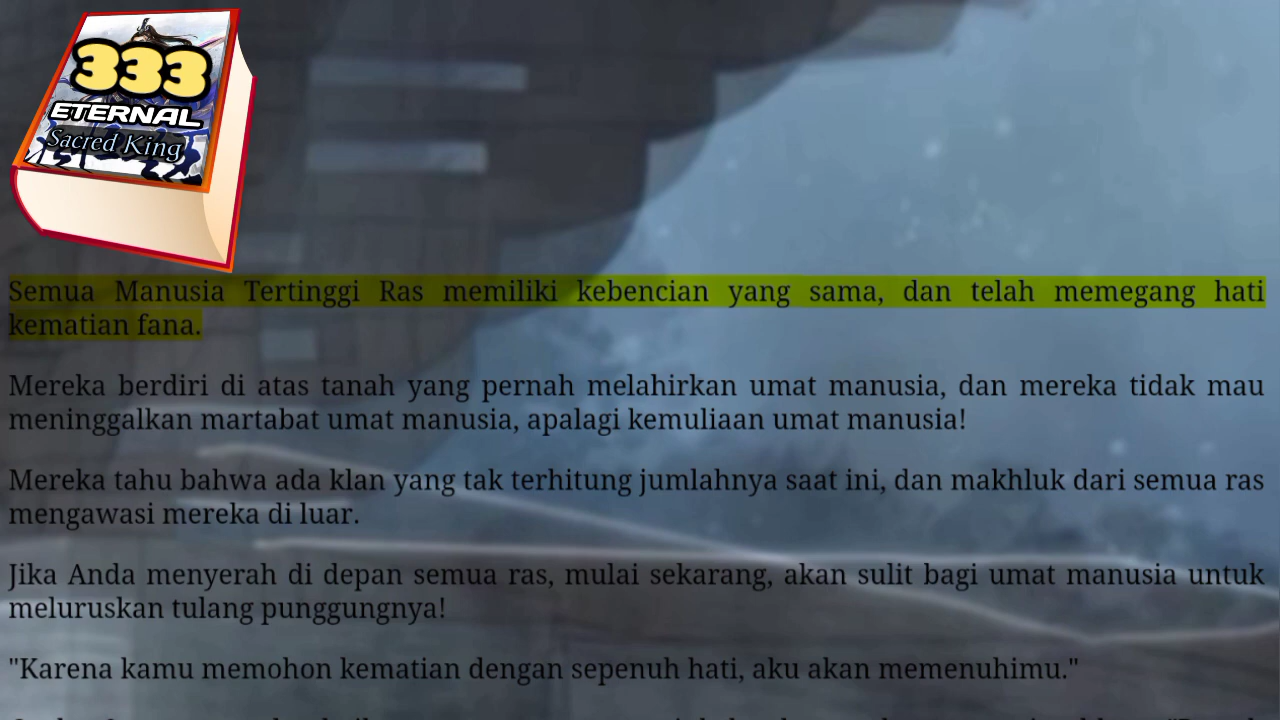 333
ETERNAL
Sacred King
Semua Manusia Tertinggi Ras memiliki kebencian yang sama, dan telah memegang hati
kematian fana.
Mereka berdiri di atas tanah yang pernah melahirkan umat manusia, dan mereka tidak mau
meninggalkan martabat umat manusia, apalagi kemuliaan umat manusia!
Mereka tahu bahwa ada klan yang tak terhitung jumlahnya saat ini, dan makhluk dari semua ras
mengawasi mereka di luar.
Jika Anda menyerah di depan semua ras, mulai sekarang, akan sulit bagi umat manusia untuk
meluruskan tulang punggungnya!
"Karena kamu memohon kematian dengan sepenuh hati, aku akan memenuhimu."